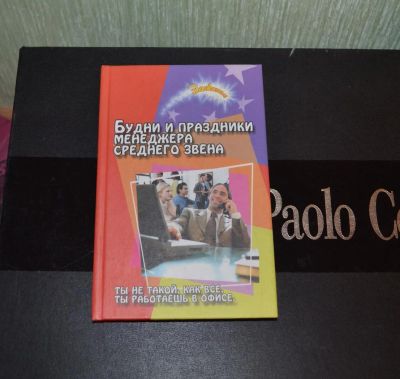 Будни и праздники
менеджера
среднего звена
Paolo Co
Ты не такой, как все...
Ты работаешь в офисе.